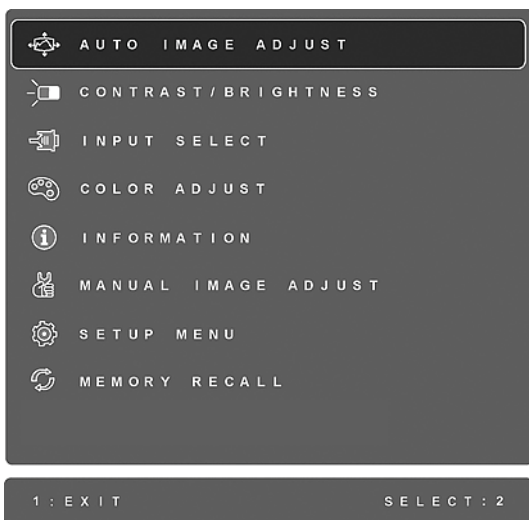 AUTO IMAGE ADJUST
CONTRAST/BRIGHTNESS
INPUT SELECT
COLOR ADJUST
INFORMATION
MANUAL IMAGE ADJUST
SETUP MENU
MEMORY RECALL
1:EXIT SELECT:2